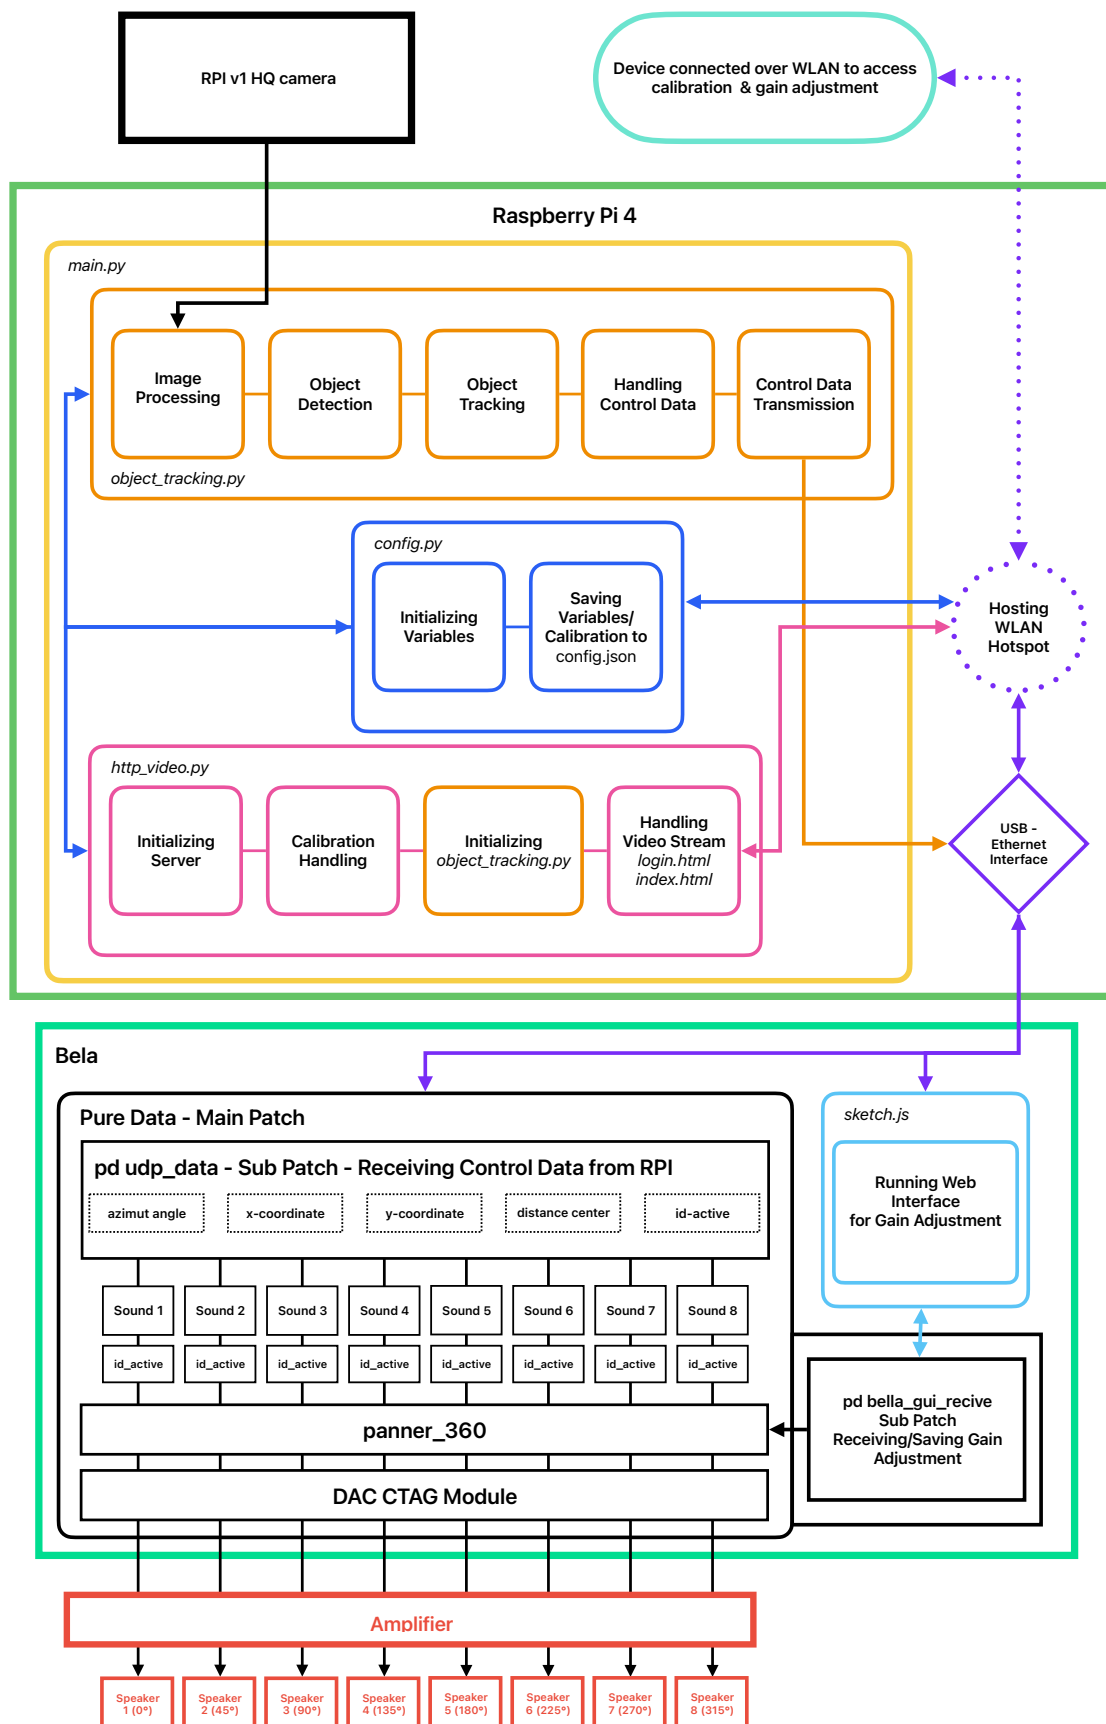 RPI v1 HQ camera
Device connected over WLAN to access
calibration & gain adjustment
Raspberry Pi 4
main.py
Image
Processing
Object
Detection
Object
Tracking
Handling
Control Data
Control Data
Transmission
object_tracking.py
config.py
Initializing
Variables
Saving
Variables/
Calibration to
config.json
Hosting
WLAN
Hotspot
http_video.py
Initializing
Server
Calibration
Handling
Initializing
object_tracking.py
Handling
Video Stream
login.html
index.html
USB -
Ethernet
Interface
Bela
Pure Data - Main Patch
pd udp_data - Sub Patch - Receiving Control Data from RPI
azimut angle
x-coordinate
y-coordinate
distance center
id-active
sketch.js
Running Web
Interface
for Gain Adjustment
Sound 1
Sound 2
Sound 3
Sound 4
Sound 5
Sound 6
Sound 7
Sound 8
id_active
id_active
id_active
id_active
id_active
id_active
id_active
id_active
pd bella_gui_recive
Sub Patch
Receiving/Saving Gain
Adjustment
panner_360
DAC CTAG Module
Amplifier
Speaker
1 (0°)
Speaker
2 (45°)
Speaker
3 (90°)
Speaker
4 (135°)
Speaker
5 (180°)
Speaker
6 (225°)
Speaker
7 (270°)
Speaker
8 (315°)